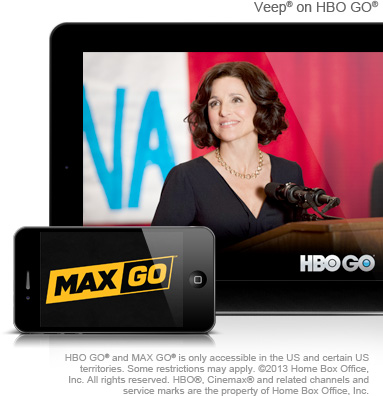 Veep® on HBO GO®
VA
HBO GO
MAX GO
HBO GO® and MAX GO® is only accessible in the US and certain US
territories. Some restrictions may apply. ©2013 Home Box Office,
Inc. All rights reserved. HBO®, Cinemax® and related channels and
service marks are the property of Home Box Office, Inc.